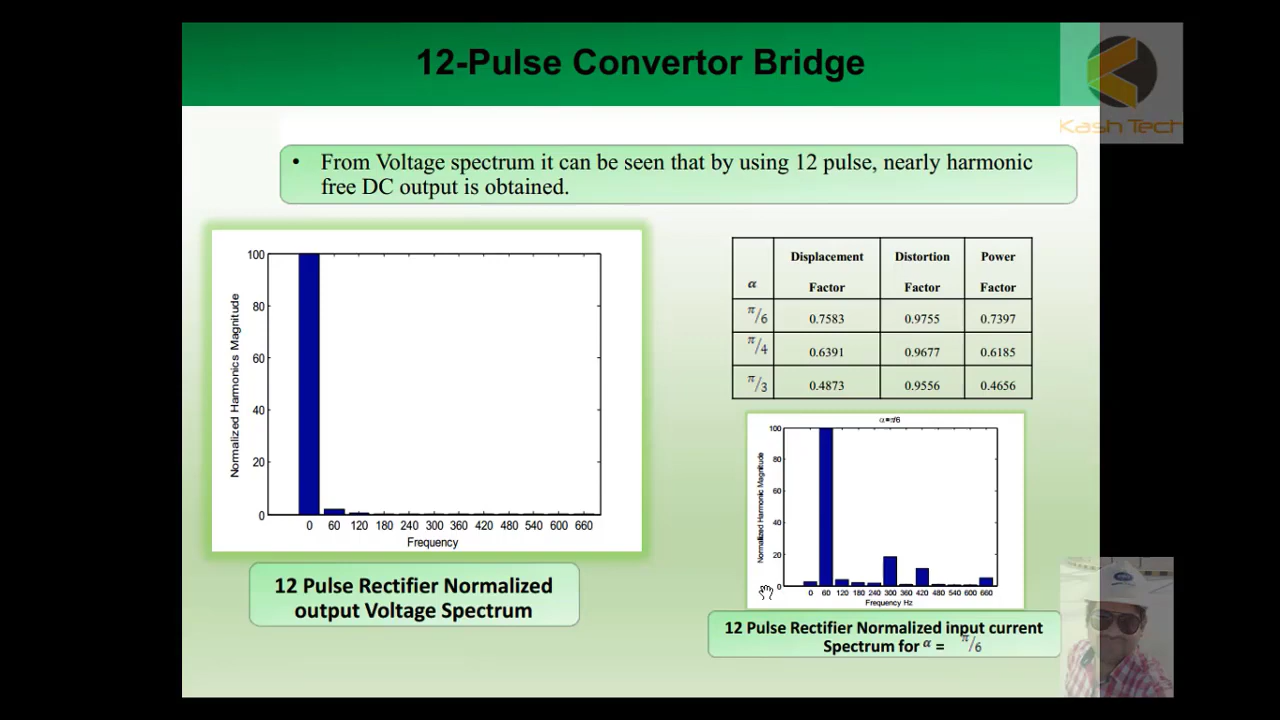 12-Pulse Convertor Bridge
Kash Tech
• From Voltage spectrum it can be seen that by using 12 pulse, nearly harmonic
free DC output is obtained.
Normalized Harmonics Magnitude
100
80
60
40
20
0
0 60 120 180 240 300 360 420 480 540 600 660
Frequency
12 Pulse Rectifier Normalized
output Voltage Spectrum
α Displacement Factor Distortion Factor Power Factor
π/6 0.7583 0.9755 0.7397
π/4 0.6391 0.9677 0.6185
π/3 0.4873 0.9556 0.4656
α=π/6
Normalized Harmonic Magnitude
100
80
60
40
20
0
0 60 120 180 240 300 360 420 480 540 600 660
Frequency Hz
12 Pulse Rectifier Normalized input current
Spectrum for α = π/6